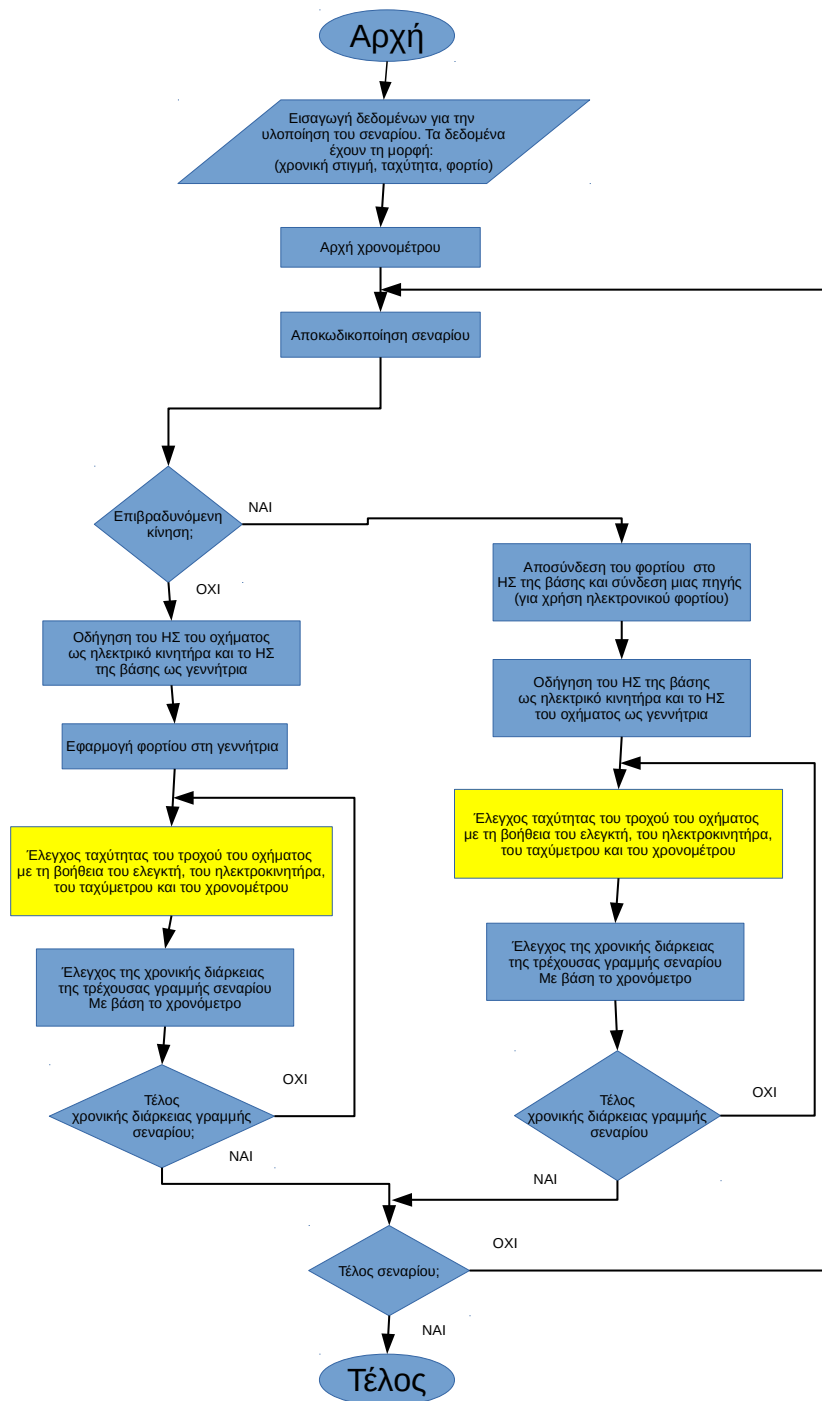 Αρχή
Εισαγωγή δεδομένων για την
υλοποίηση του σεναρίου. Τα δεδομένα
έχουν τη μορφή:
(χρονική στιγμή, ταχύτητα, φορτίο)
Αρχή χρονομέτρου
Αποκωδικοποίηση σεναρίου
Επιβραδυνόμενη
κίνηση;
ΝΑΙ
ΟΧΙ
Αποσύνδεση του φορτίου στο
ΗΣ της βάσης και σύνδεση μιας πηγής
(για χρήση ηλεκτρονικού φορτίου)
Οδήγηση του ΗΣ του οχήματος
ως ηλεκτρικό κινητήρα και το ΗΣ
της βάσης ως γεννήτρια
Οδήγηση του ΗΣ της βάσης
ως ηλεκτρικό κινητήρα και το ΗΣ
του οχήματος ως γεννήτρια
Εφαρμογή φορτίου στη γεννήτρια
Έλεγχος ταχύτητας του τροχού του οχήματος
με τη βοήθεια του ελεγκτή, του ηλεκτροκινητήρα,
του ταχύμετρου και του χρονομέτρου
Έλεγχος ταχύτητας του τροχού του οχήματος
με τη βοήθεια του ελεγκτή, του ηλεκτροκινητήρα,
του ταχύμετρου και του χρονομέτρου
Έλεγχος της χρονικής διάρκειας
της τρέχουσας γραμμής σεναρίου
Με βάση το χρονόμετρο
Έλεγχος της χρονικής διάρκειας
της τρέχουσας γραμμής σεναρίου
Με βάση το χρονόμετρο
Τέλος
χρονικής διάρκειας γραμμής
σεναρίου;
ΟΧΙ
ΝΑΙ
Τέλος
χρονικής διάρκειας γραμμής
σεναρίου
ΟΧΙ
ΝΑΙ
Τέλος σεναρίου;
ΟΧΙ
ΝΑΙ
Τέλος